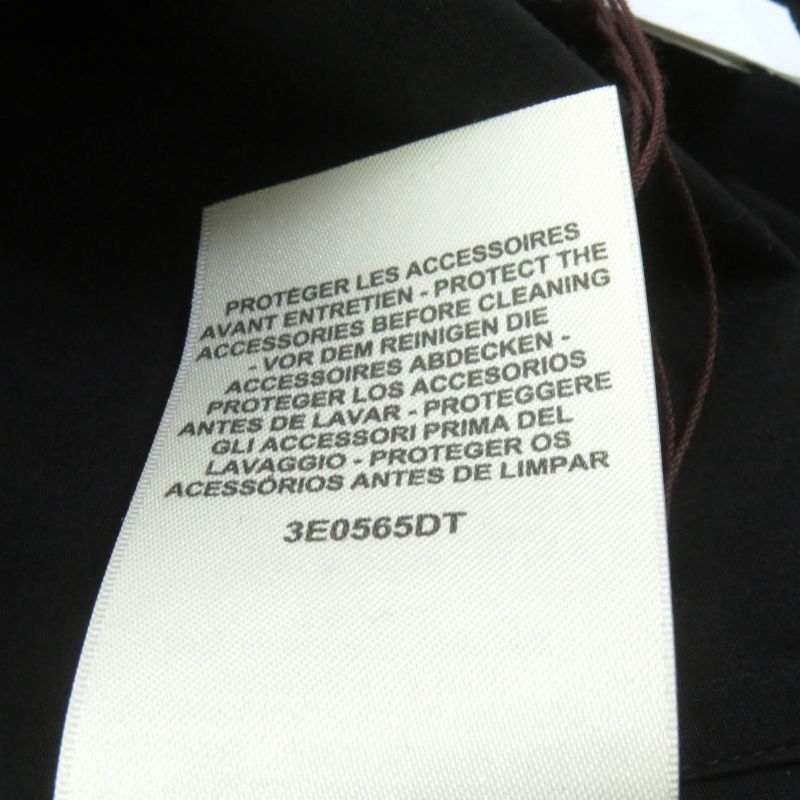 PROTÉGER LES ACCESSOIRES
AVANT ENTRETIEN - PROTECT THE
ACCESSORIES BEFORE CLEANING
- VOR DEM REINIGEN DIE
ACCESSOIRES ABDECKEN -
PROTEGER LOS ACCESORIOS
ANTES DE LAVAR - PROTEGGERE
GLI ACCESSORI PRIMA DEL
LAVAGGIO - PROTEGER OS
ACESSÓRIOS ANTES DE LIMPAR
3E0565DT